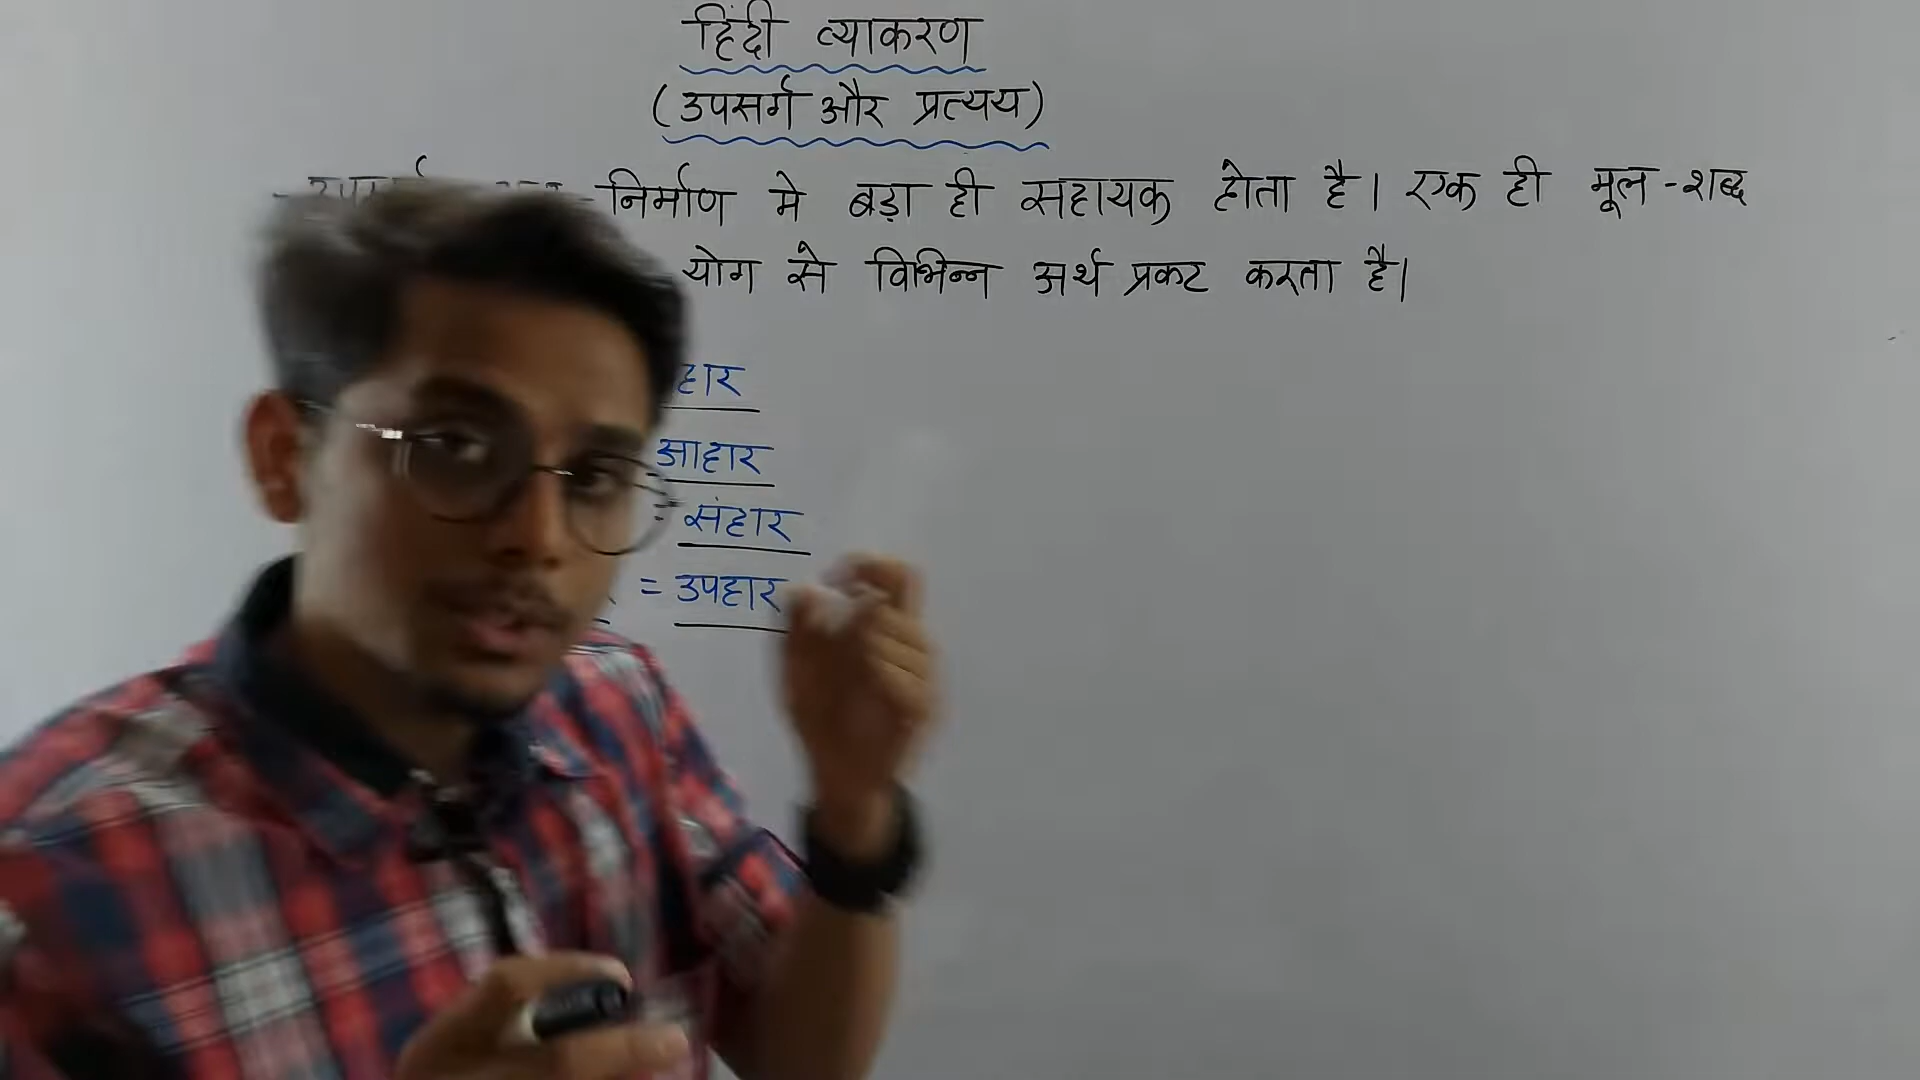 हिंदी व्याकरण
(उपसर्ग और प्रत्यय)
-निर्माण मे बड़ा ही सहायक होता है। एक ही मूल-शब्द
योग से विभिन्न अर्थ प्रकट करता है।
हार
आहार
= संहार
= उपहार